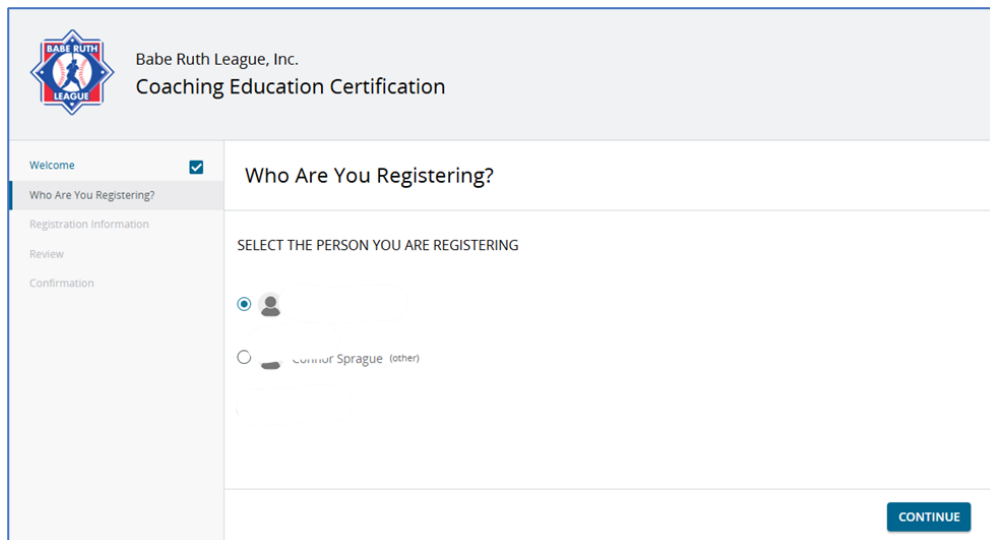 BABE RUTH
LEAGUE
Babe Ruth League, Inc.
Coaching Education Certification
Welcome
Who Are You Registering?
Registration Information
Review
Confirmation
Who Are You Registering?
SELECT THE PERSON YOU ARE REGISTERING
Connor Sprague (other)
CONTINUE